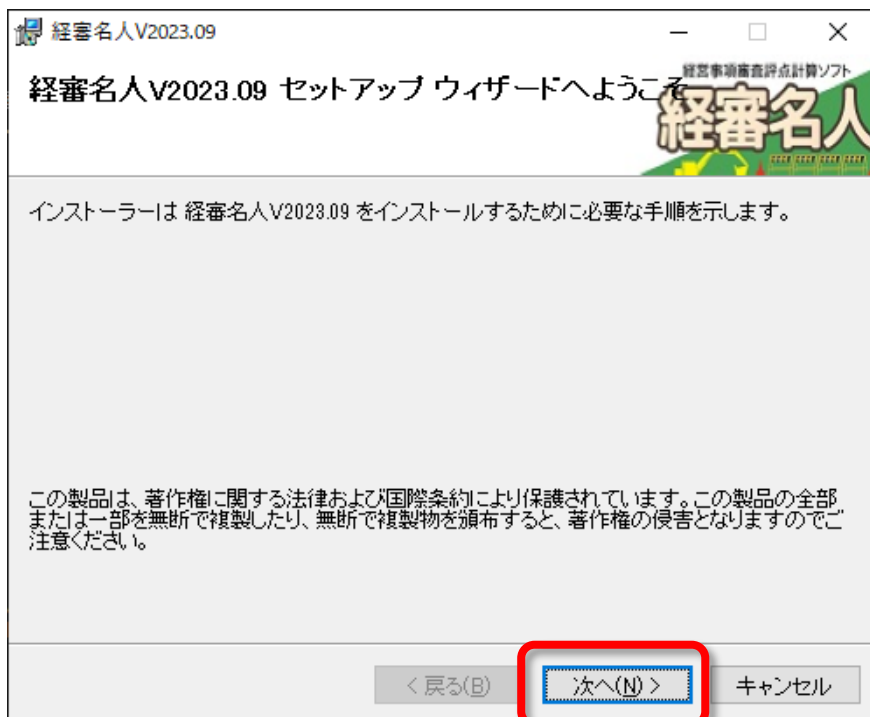 経審名人V2023.09
経審名人V2023.09 セットアップ ウィザードへようこそ
経営事項審査評点計算ソフト
経審名人
インストーラーは 経審名人V2023.09 をインストールするために必要な手順を示します。
この製品は、著作権に関する法律および国際条約により保護されています。この製品の全部
または一部を無断で複製したり、無断で複製物を頒布すると、著作権の侵害となりますのでご
注意ください。
< 戻る(B) 次へ(N) > キャンセル